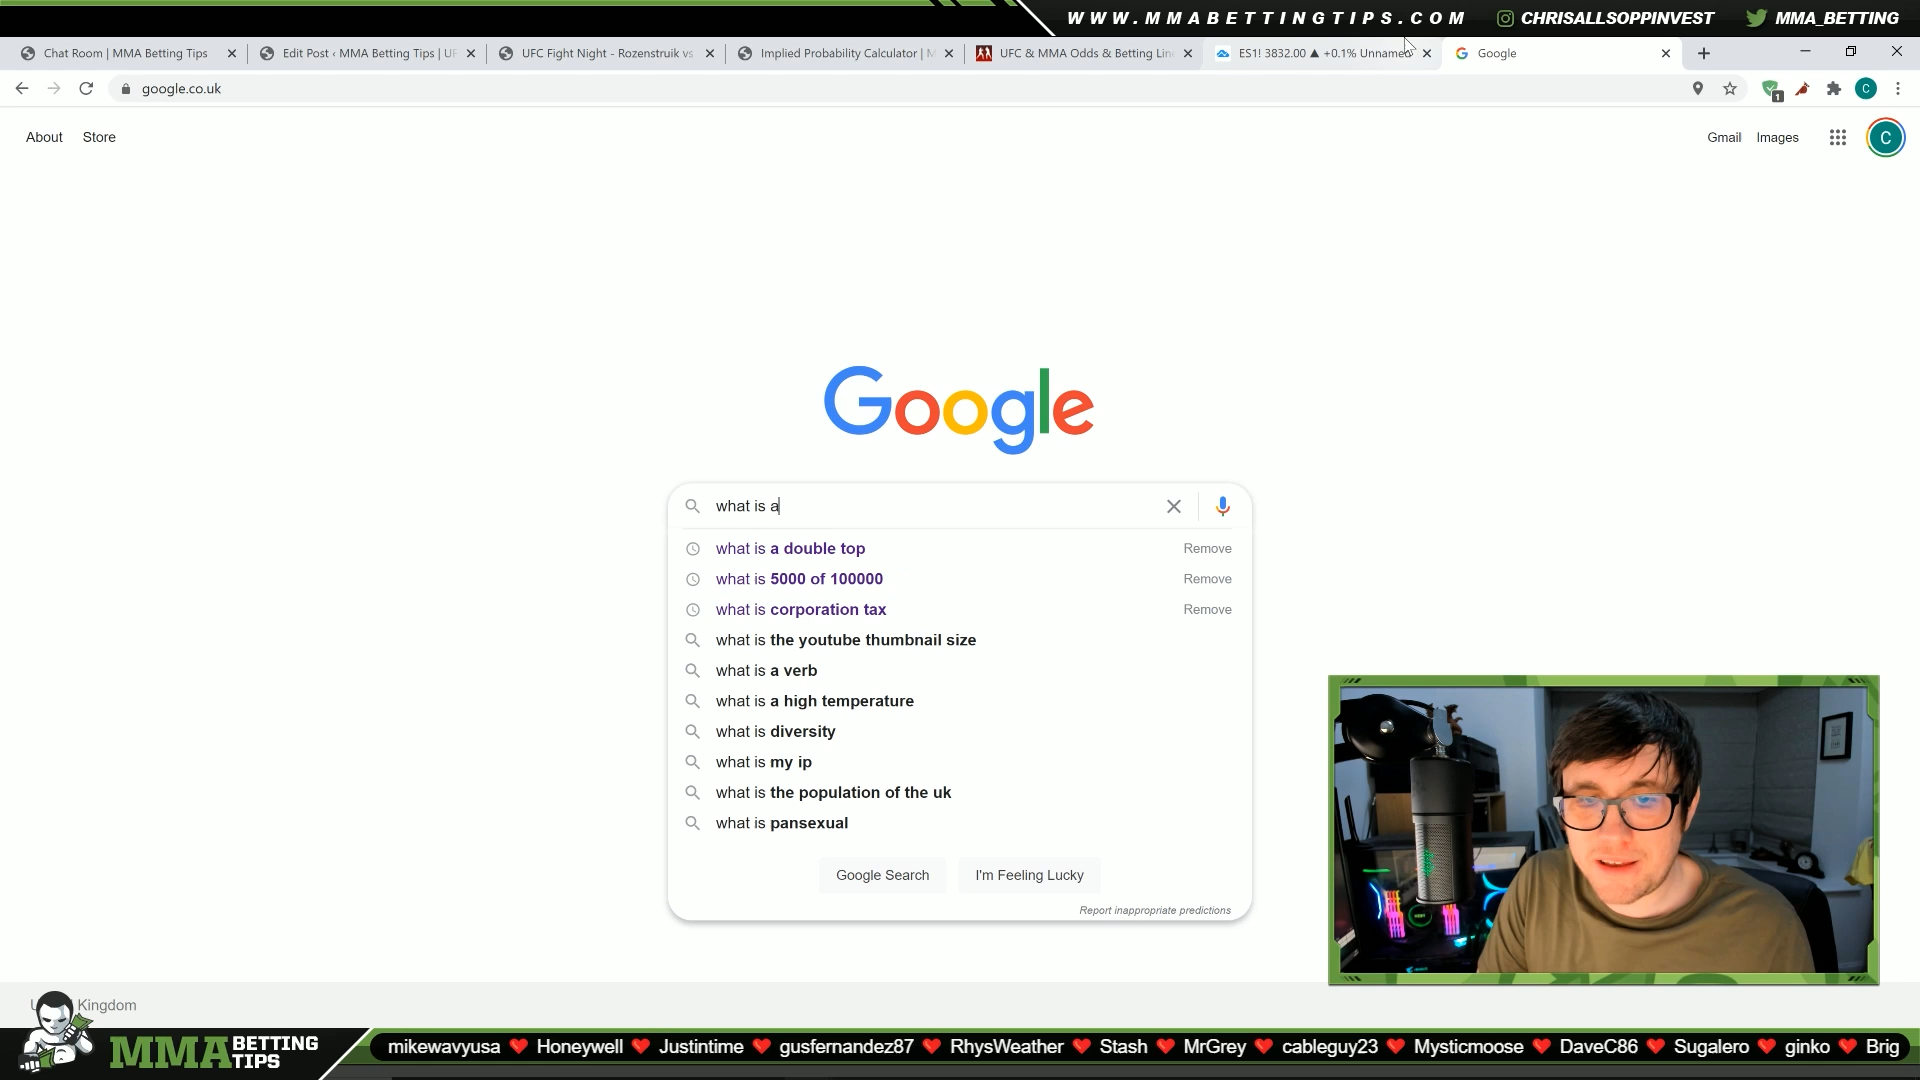 WWW.MMABETTINGTIPS.COM CHRISALLSOPPINVEST MMA_BETTING
Chat Room | MMA Betting Tips Edit Post ‹ MMA Betting Tips | UF UFC Fight Night - Rozenstruik vs Implied Probability Calculator | M UFC & MMA Odds & Betting Line ES1! 3832.00 ▲ +0.1% Unnamed Google
google.co.uk 1 C
About Store Gmail Images C
Google
what is a
what is a double top Remove
what is 5000 of 100000 Remove
what is corporation tax Remove
what is the youtube thumbnail size
what is a verb
what is a high temperature
what is diversity
what is my ip
what is the population of the uk
what is pansexual
Google Search I'm Feeling Lucky
Report inappropriate predictions
Kingdom
MMA BETTING TIPS
mikewavyusa ❤ Honeywell ❤ Justintime ❤ gusfernandez87 ❤ RhysWeather ❤ Stash ❤ MrGrey ❤ cableguy23 ❤ Mysticmoose ❤ DaveC86 ❤ Sugalero ❤ ginko ❤ Brig